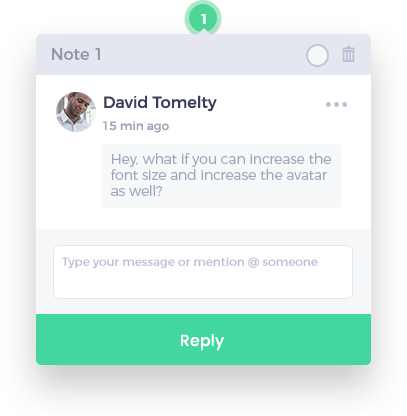 1
Note 1
David Tomelty
15 min ago
Hey, what if you can increase the
font size and increase the avatar
as well?
Type your message or mention @ someone
Reply